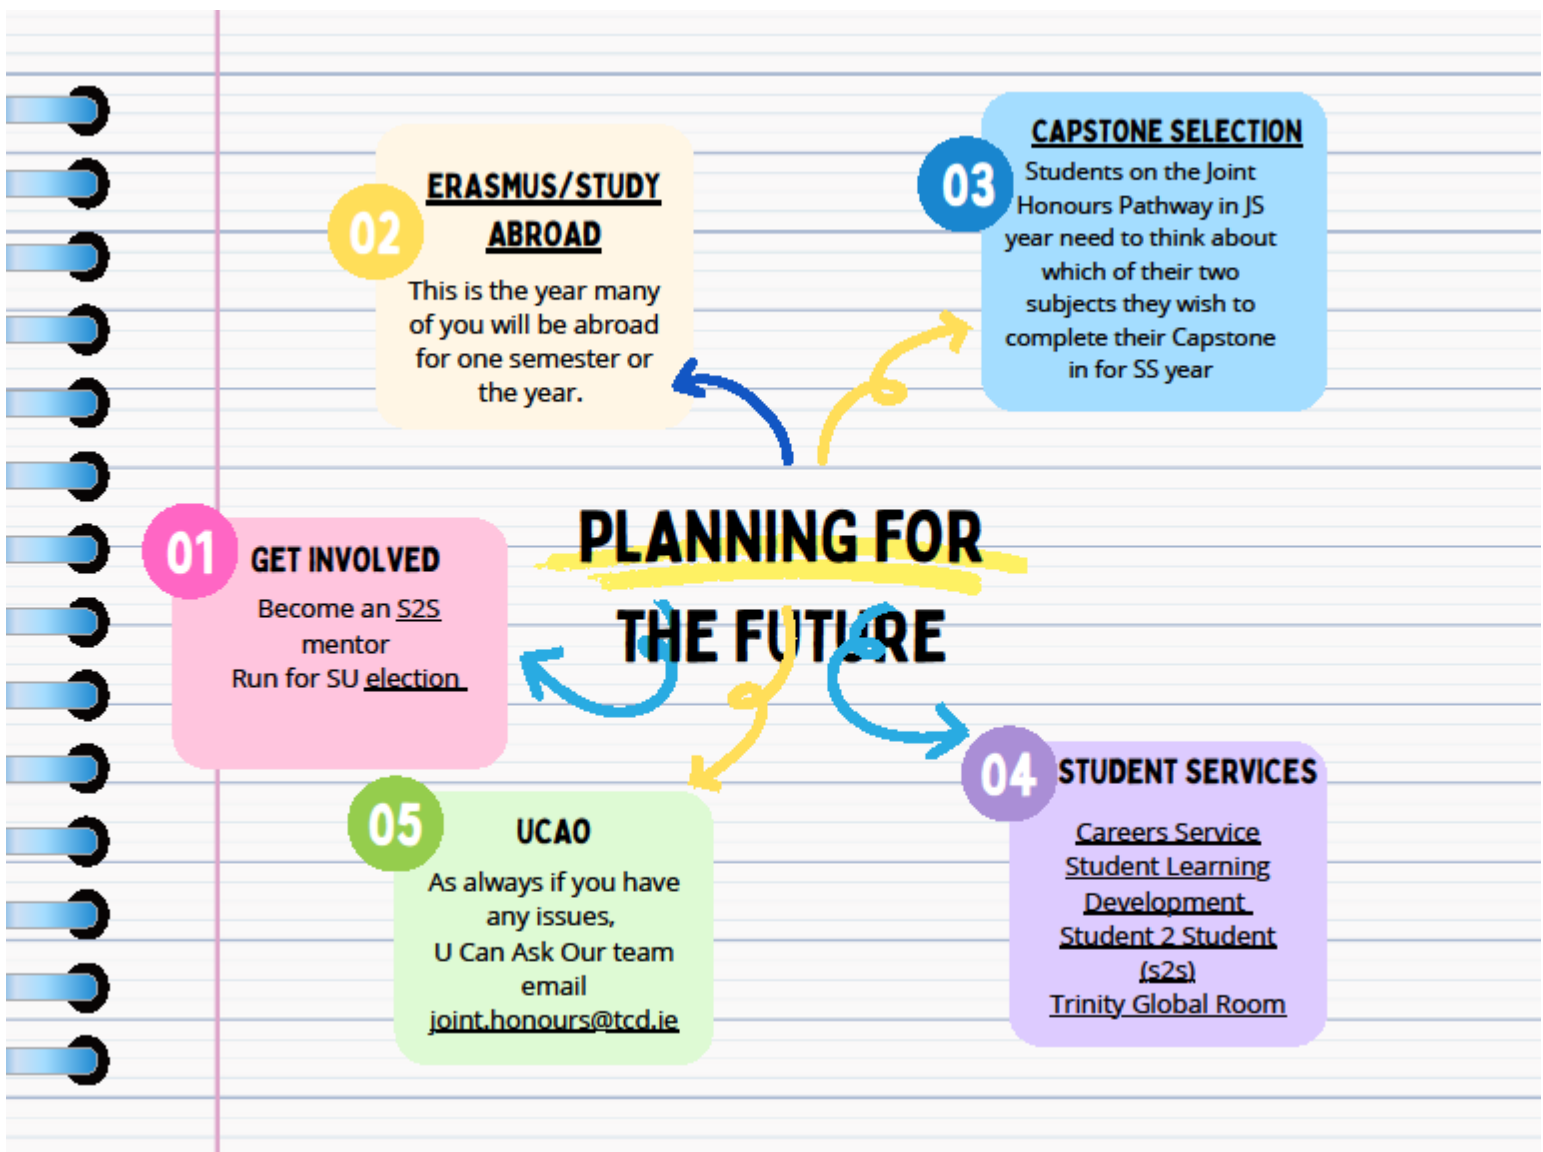 PLANNING FOR
THE FUTURE
01
GET INVOLVED
Become an S2S
mentor
Run for SU election
02
ERASMUS/STUDY
ABROAD
This is the year many
of you will be abroad
for one semester or
the year.
03
CAPSTONE SELECTION
Students on the Joint
Honours Pathway in JS
year need to think about
which of their two
subjects they wish to
complete their Capstone
in for SS year
04
STUDENT SERVICES
Careers Service
Student Learning
Development
Student 2 Student
(s2s)
Trinity Global Room
05
UCAO
As always if you have
any issues,
U Can Ask Our team
email
joint.honours@tcd.ie